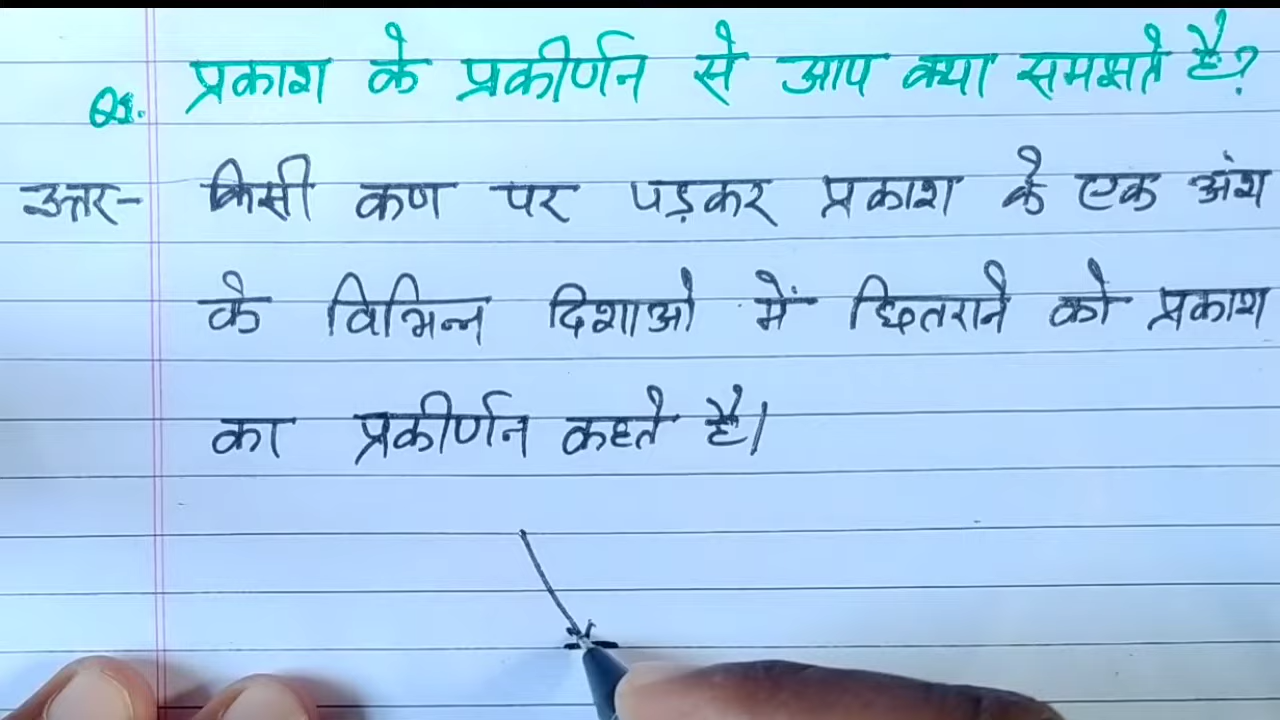 Q1. प्रकाश के प्रकीर्णन से आप क्या समझते है?
उत्तर- किसी कण पर पड़कर प्रकाश के एक अंश
के विभिन्न दिशाओ में छितराने को प्रकाश
का प्रकीर्णन कहते है।